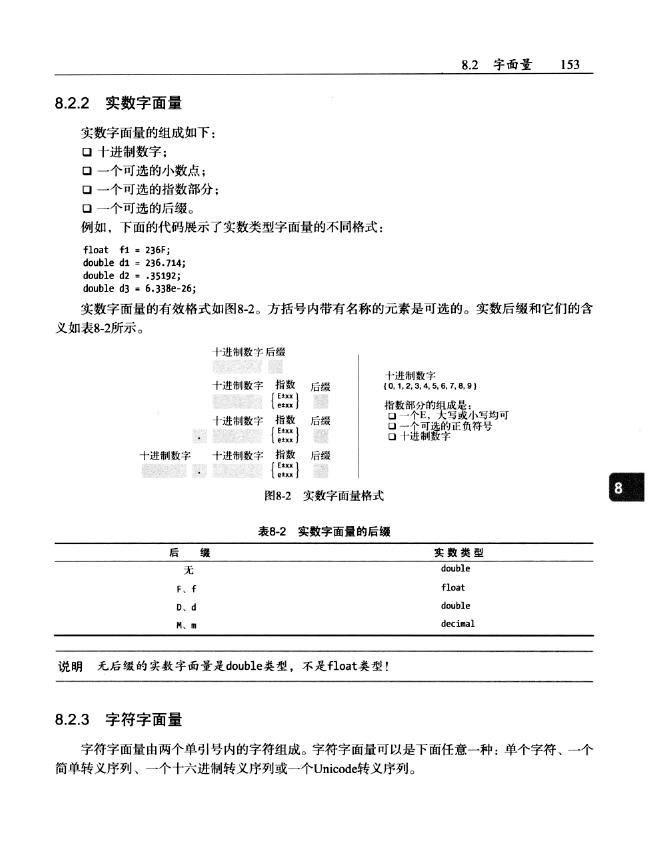 8.2 字面量 153
8.2.2 实数字面量
实数字面量的组成如下：
❑ 十进制数字；
❑ 一个可选的小数点；
❑ 一个可选的指数部分；
❑ 一个可选的后缀。
例如，下面的代码展示了实数类型字面量的不同格式：
float f1 = 236F;
double d1 = 236.714;
double d2 = .35192;
double d3 = 6.338e-26;
实数字面量的有效格式如图8-2。方括号内带有名称的元素是可选的。实数后缀和它们的含
义如表8-2所示。
十进制数字 后缀
十进制数字 指数 后缀
{ E±xx
e±xx }
. 十进制数字 指数 后缀
{ E±xx
e±xx }
十进制数字 . 十进制数字 指数 后缀
{ E±xx
e±xx }
十进制数字
{0,1,2,3,4,5,6,7,8,9}
指数部分的组成是：
❑ 一个E，大写或小写均可
❑ 一个可选的正负符号
❑ 十进制数字
图8-2 实数字面量格式
8
表8-2 实数字面量的后缀
后 缀 实数类型
无 double
F、f float
D、d double
M、m decimal
说明 无后缀的实数字面量是double类型，不是float类型！
8.2.3 字符字面量
字符字面量由两个单引号内的字符组成。字符字面量可以是下面任意一种：单个字符、一个
简单转义序列、一个十六进制转义序列或一个Unicode转义序列。